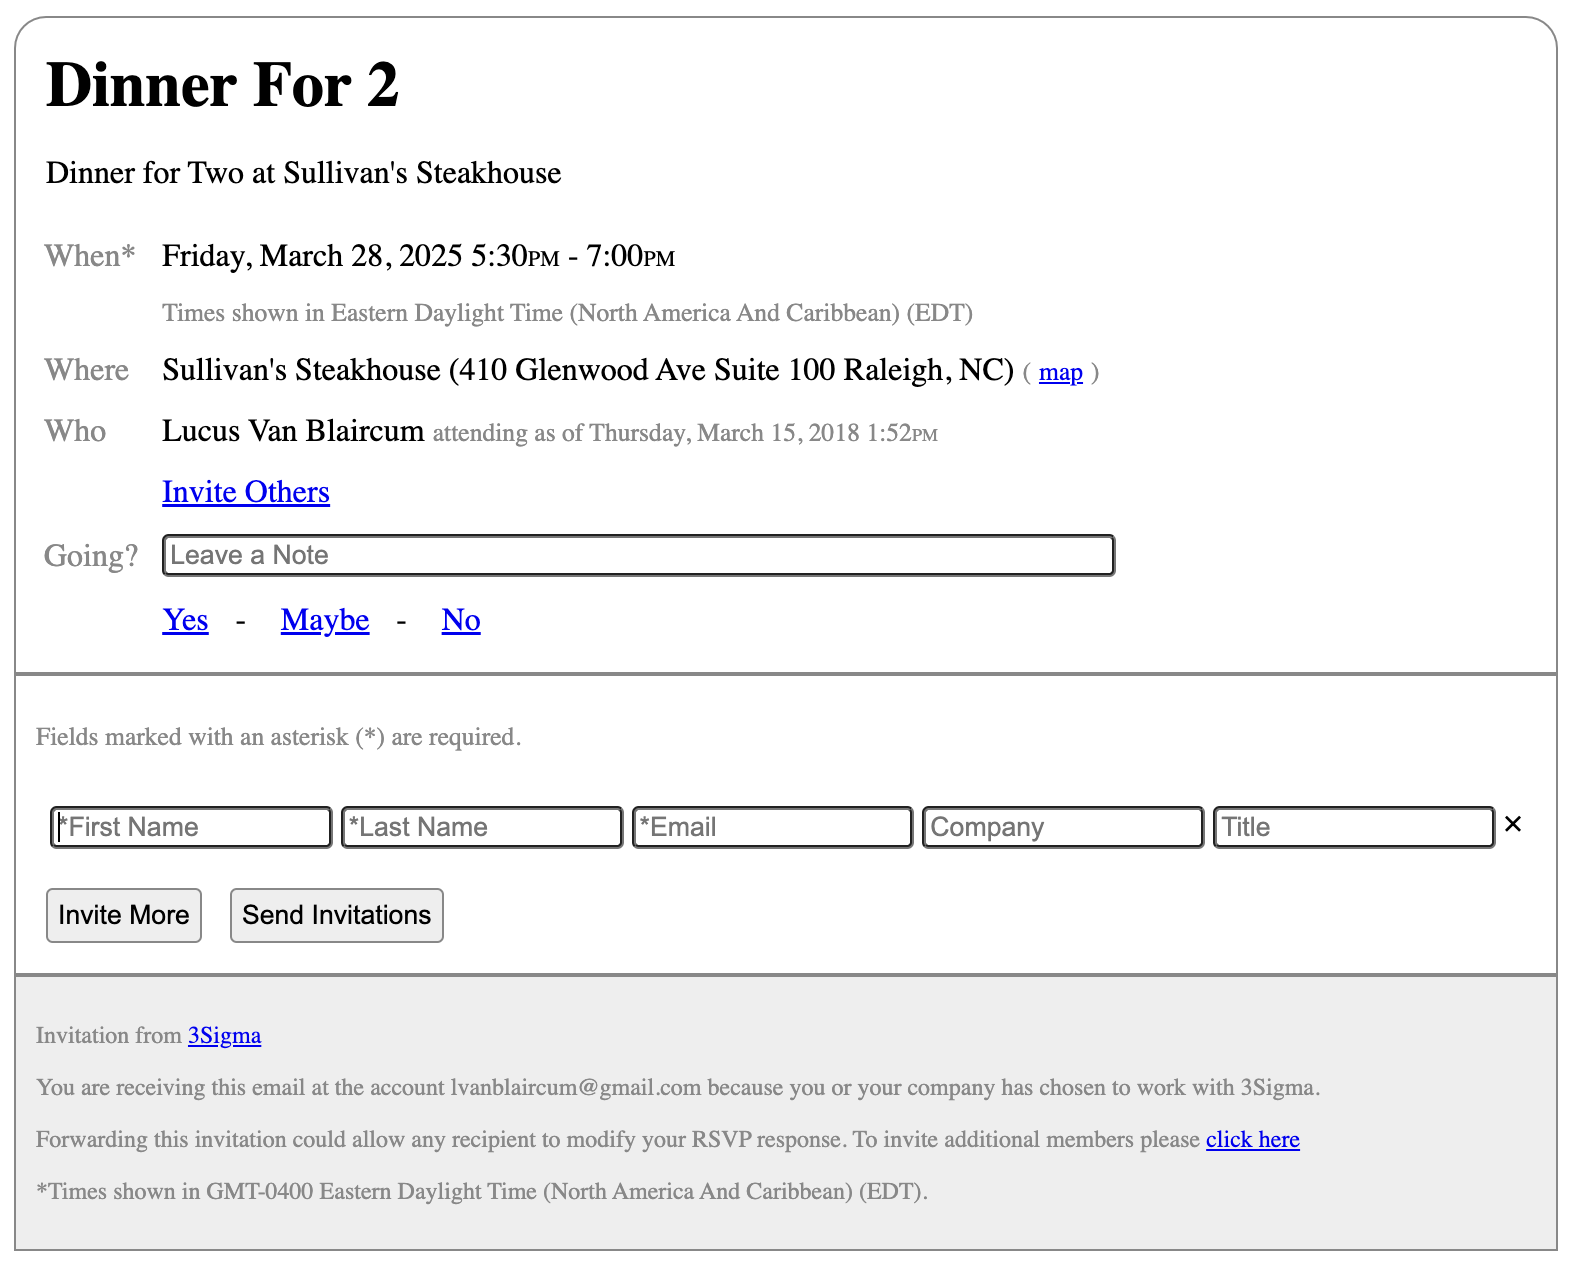 Dinner For 2
Dinner for Two at Sullivan's Steakhouse
When* Friday, March 28, 2025 5:30PM - 7:00PM
Times shown in Eastern Daylight Time (North America And Caribbean) (EDT)
Where Sullivan's Steakhouse (410 Glenwood Ave Suite 100 Raleigh, NC) ( map )
Who Lucus Van Blaircum attending as of Thursday, March 15, 2018 1:52PM
Invite Others
Going? Leave a Note
Yes - Maybe - No
Fields marked with an asterisk (*) are required.
*First Name *Last Name *Email Company Title ×
Invite More Send Invitations
Invitation from 3Sigma
You are receiving this email at the account lvanblaircum@gmail.com because you or your company has chosen to work with 3Sigma.
Forwarding this invitation could allow any recipient to modify your RSVP response. To invite additional members please click here
*Times shown in GMT-0400 Eastern Daylight Time (North America And Caribbean) (EDT).